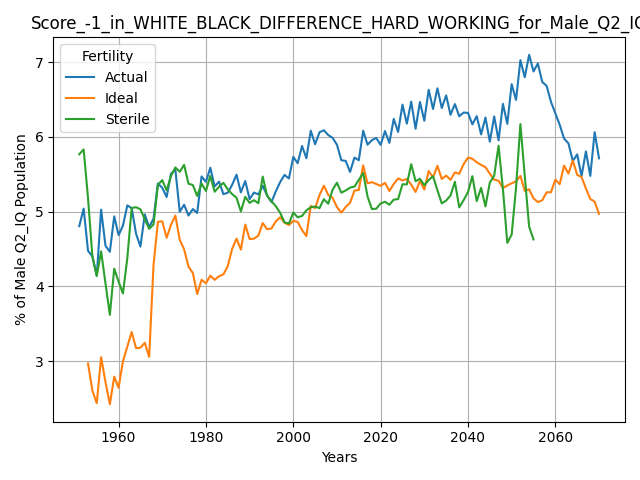 Score_-1_in_WHITE_BLACK_DIFFERENCE_HARD_WORKING_for_Male_Q2_IQ
Fertility
Actual
Ideal
Sterile
7
6
5
4
3
% of Male Q2_IQ Population
1960 1980 2000 2020 2040 2060
Years